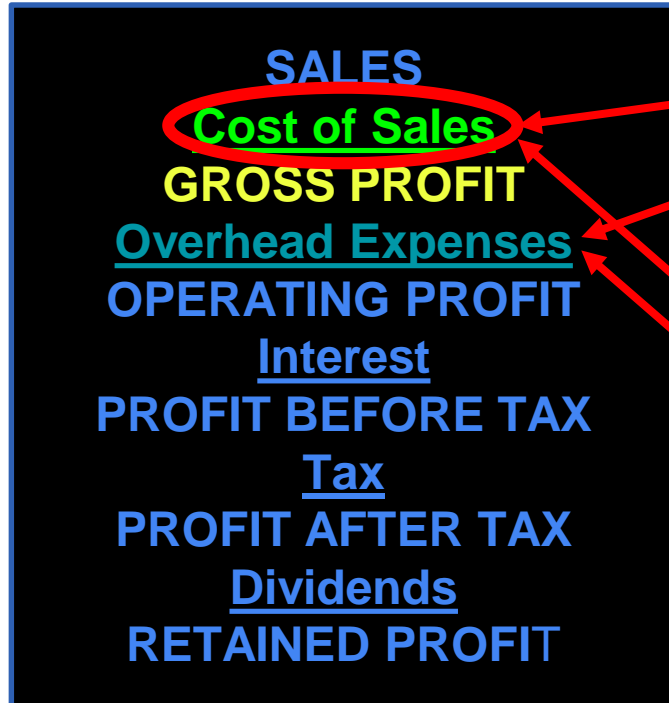 SALES
Cost of Sales
GROSS PROFIT
Overhead Expenses
OPERATING PROFIT
Interest
PROFIT BEFORE TAX
Tax
PROFIT AFTER TAX
Dividends
RETAINED PROFIT